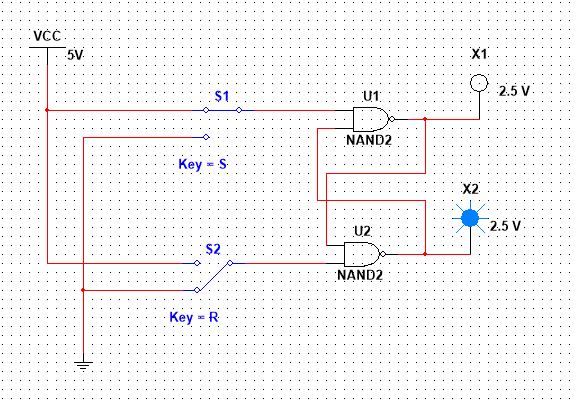 VCC
5V
X1
2.5 V
S1
U1
NAND2
Key = S
X2
2.5 V
U2
S2
NAND2
Key = R